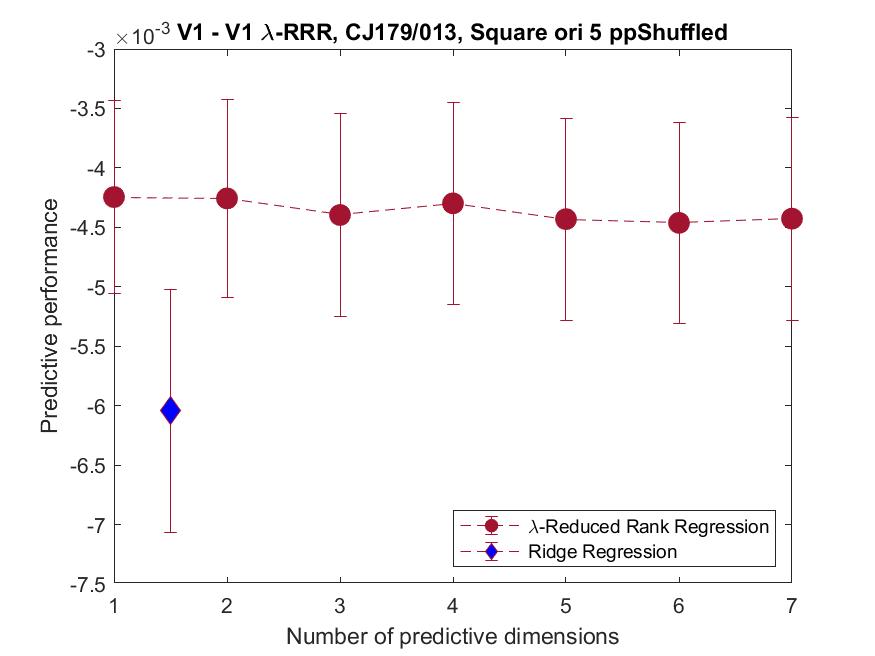 ×10-3 V1 - V1 λ-RRR, CJ179/013, Square ori 5 ppShuffled
-3
-3.5
-4
-4.5
-5
-5.5
-6
-6.5
-7
-7.5
Predictive performance
1 2 3 4 5 6 7
Number of predictive dimensions
λ-Reduced Rank Regression
Ridge Regression